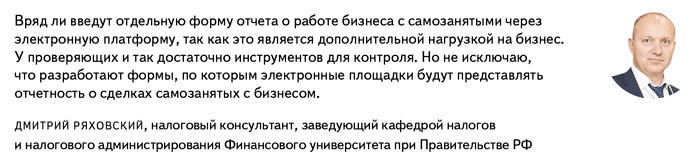 Вряд ли введут отдельную форму отчета о работе бизнеса с самозанятыми через
электронную платформу, так как это является дополнительной нагрузкой на бизнес.
У проверяющих и так достаточно инструментов для контроля. Но не исключаю,
что разработают формы, по которым электронные площадки будут представлять
отчетность о сделках самозанятых с бизнесом.
ДМИТРИЙ РЯХОВСКИЙ, налоговый консультант, заведующий кафедрой налогов
и налогового администрирования Финансового университета при Правительстве РФ